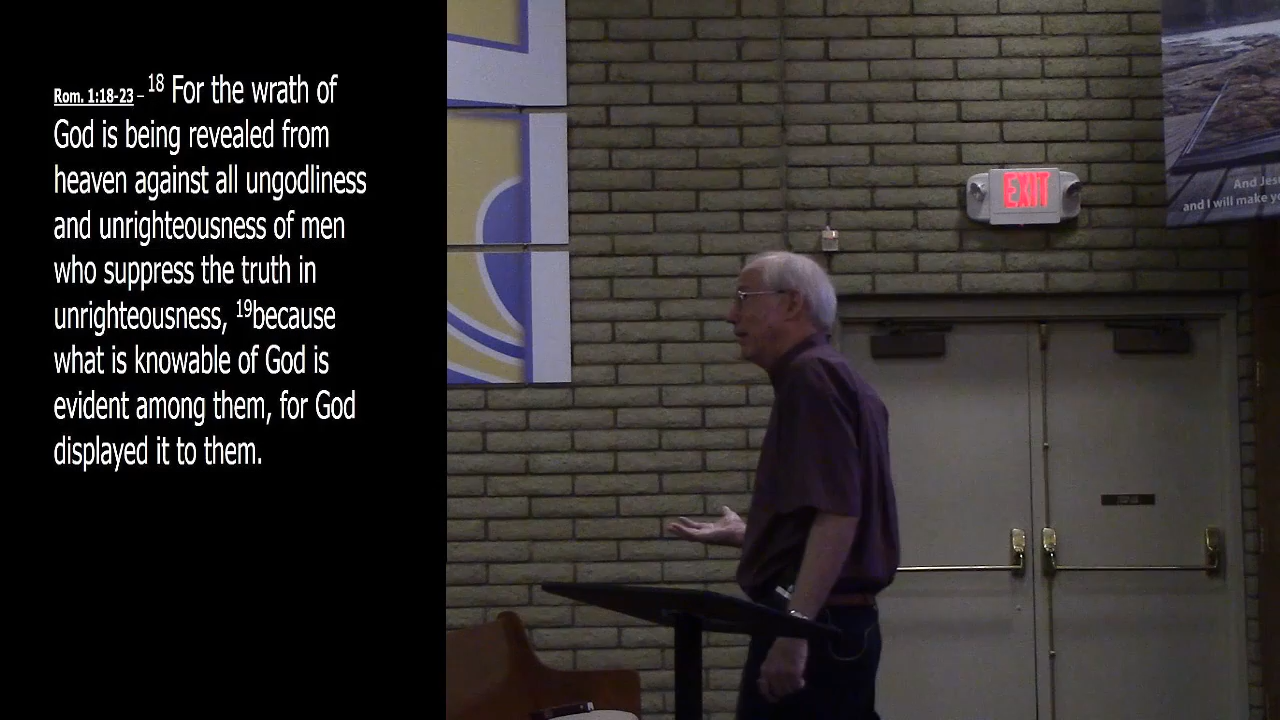 Rom. 1:18-23 – 18 For the wrath of
God is being revealed from
heaven against all ungodliness
and unrighteousness of men
who suppress the truth in
unrighteousness, 19because
what is knowable of God is
evident among them, for God
displayed it to them.
EXIT
And Jesu
and I will make yo